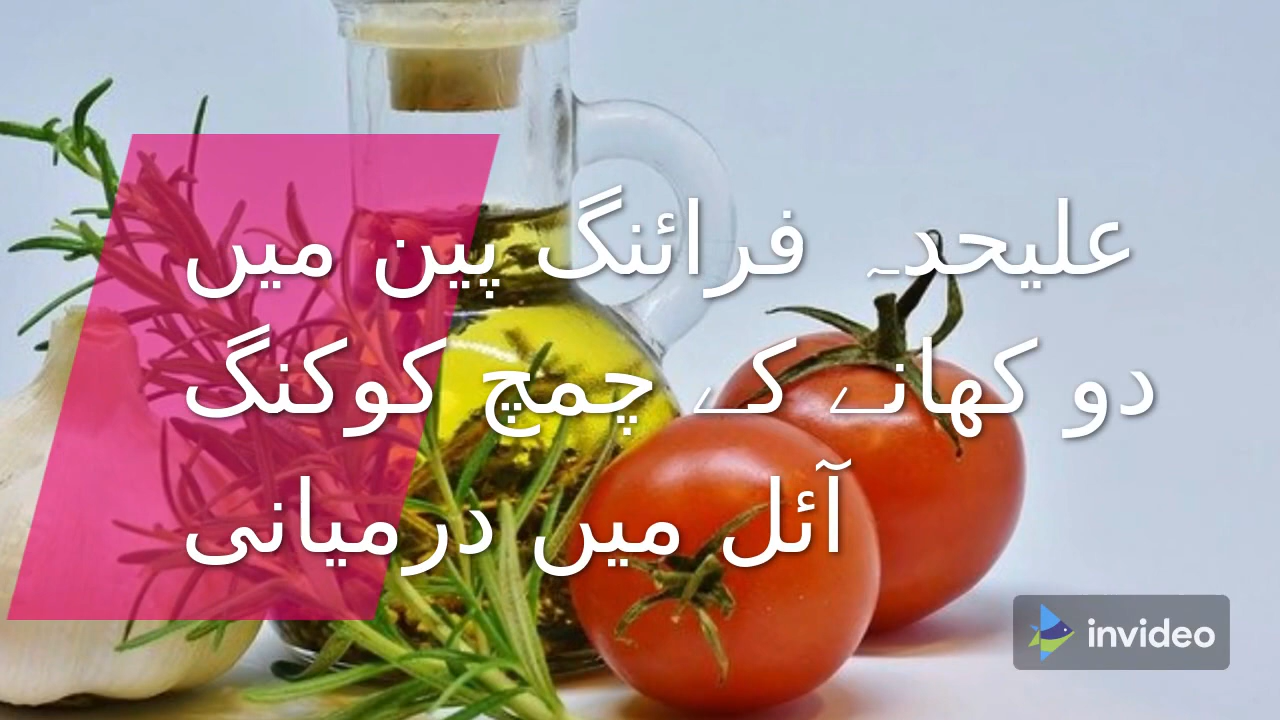 علیحدہ فرائنگ پین میں
دو کھانے کے چمچ کوکنگ
آئل میں درمیانی
invideo